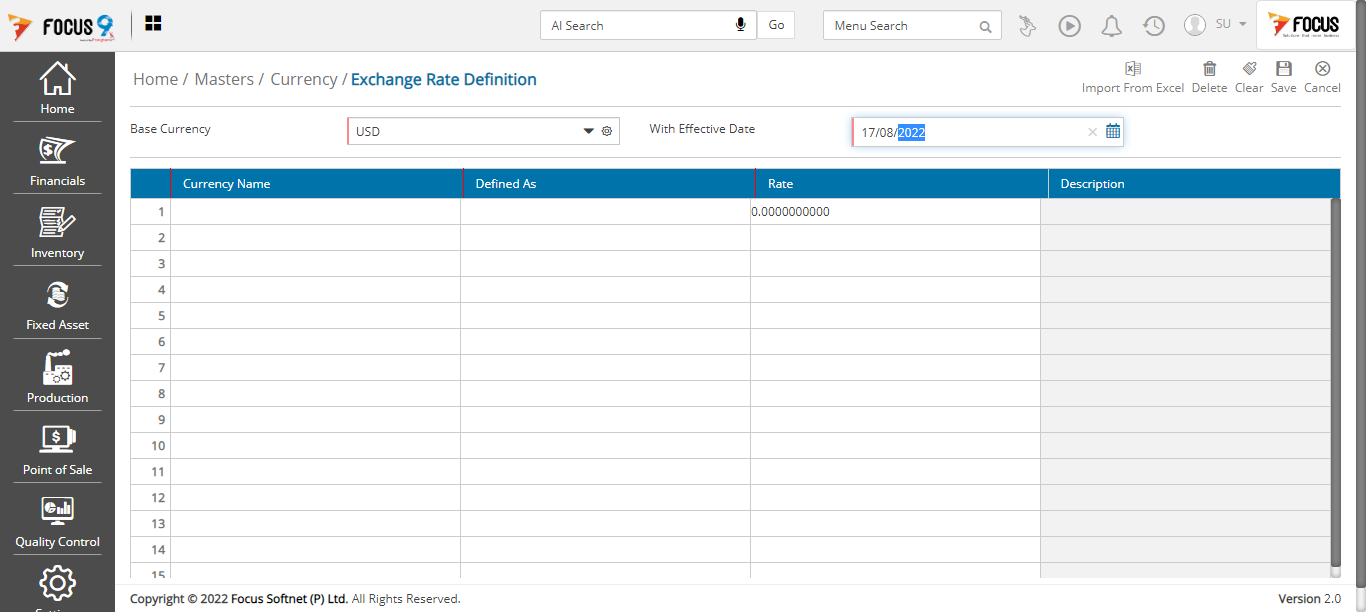 FOCUS 9
AI Search
Go
Menu Search
SU
FOCUS
Home
Financials
Inventory
Fixed Asset
Production
Point of Sale
Quality Control
Home / Masters / Currency / Exchange Rate Definition
Import From Excel Delete Clear Save Cancel
Base Currency
USD
With Effective Date
17/08/2022
Currency Name Defined As Rate Description
1 0.0000000000
2
3
4
5
6
7
8
9
10
11
12
13
14
15
Copyright © 2022 Focus Softnet (P) Ltd. All Rights Reserved.
Version 2.0